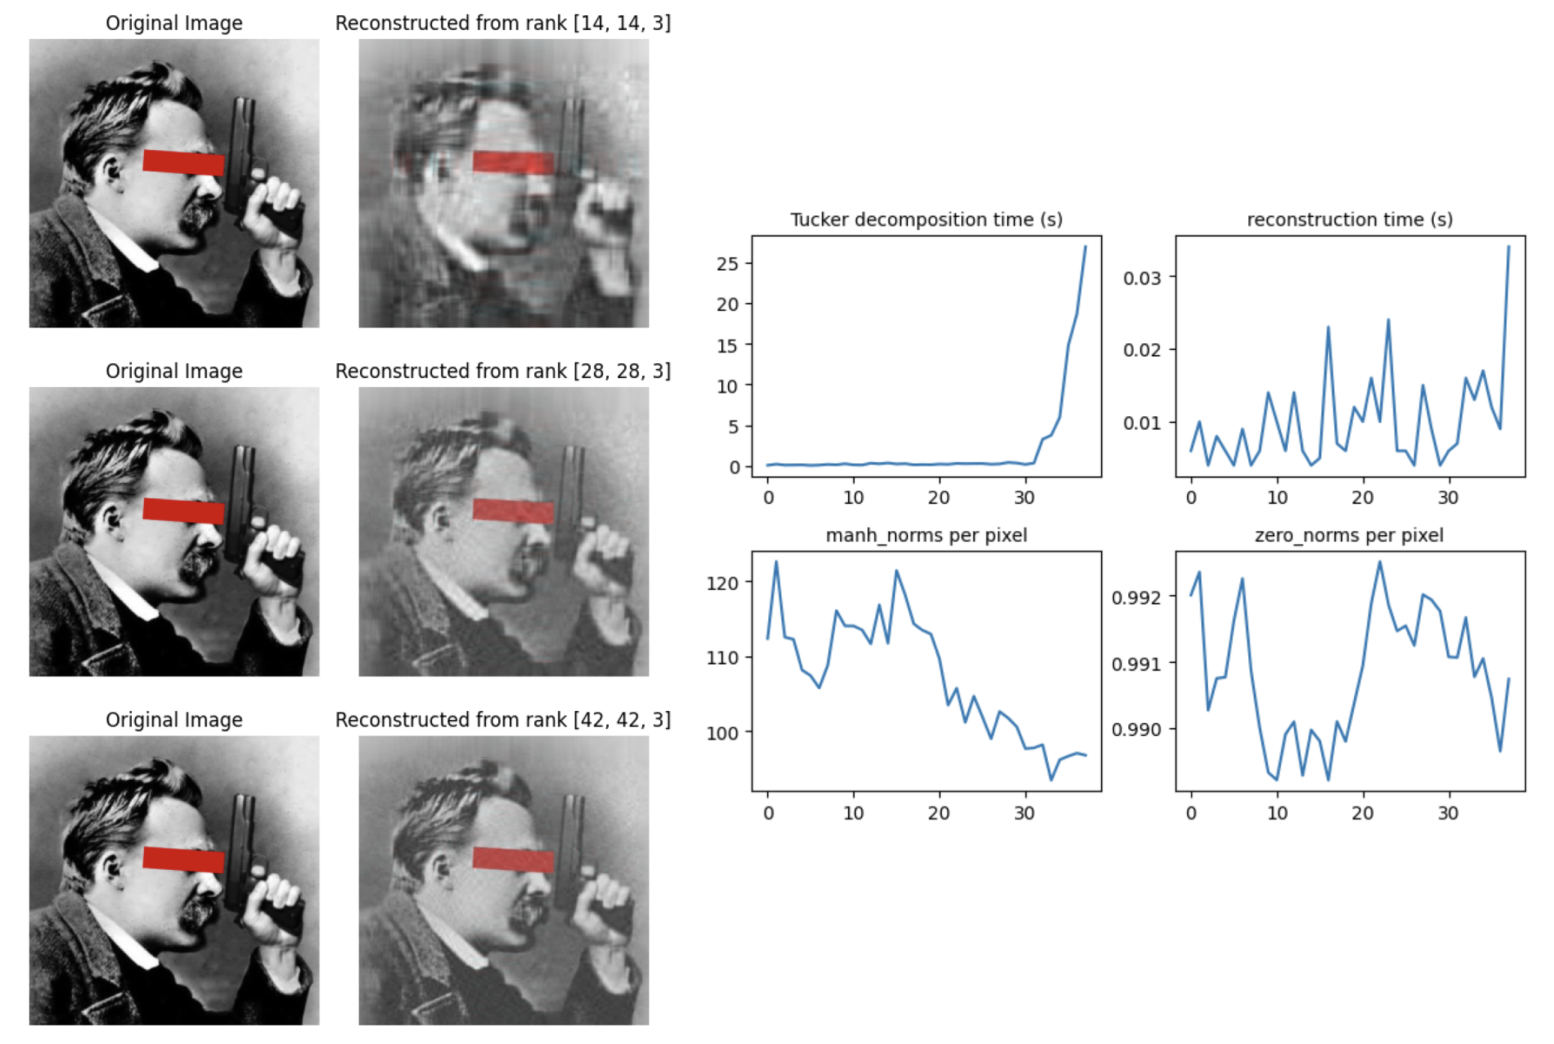 Original Image
Reconstructed from rank [14, 14, 3]
Original Image
Reconstructed from rank [28, 28, 3]
Original Image
Reconstructed from rank [42, 42, 3]
Tucker decomposition time (s)
25
20
15
10
5
0
0 10 20 30
reconstruction time (s)
0.03
0.02
0.01
0 10 20 30
manh_norms per pixel
120
110
100
0 10 20 30
zero_norms per pixel
0.992
0.991
0.990
0 10 20 30